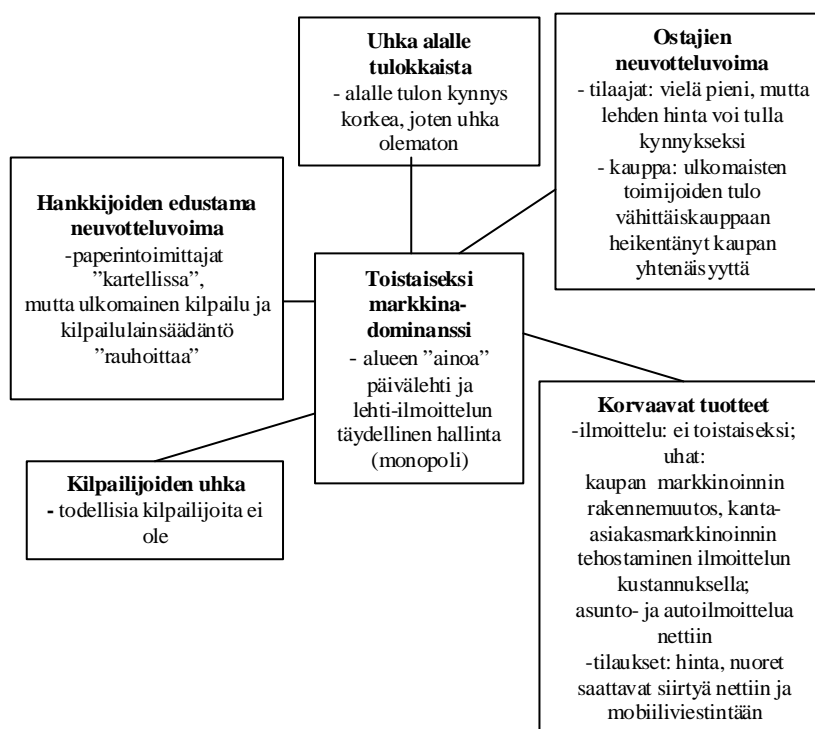 Uhka alalle
tulokkaista
- alalle tulon kynnys
korkea, joten uhka
olematon
Ostajien
neuvotteluvoima
- tilaajat: vielä pieni, mutta
lehden hinta voi tulla
kynnykseksi
- kauppa: ulkomaisten
toimijoiden tulo
vähittäiskauppaan
heikentänyt kaupan
yhtenäisyyttä
Hankkijoiden edustama
neuvotteluvoima
-paperintoimittajat
”kartellissa”,
mutta ulkomainen kilpailu ja
kilpailulainsäädäntö
”rauhoittaa”
Toistaiseksi
markkina-
dominanssi
- alueen ”ainoa”
päivälehti ja
lehti-ilmoittelun
täydellinen hallinta
(monopoli)
Kilpailijoiden uhka
- todellisia kilpailijoita ei
ole
Korvaavat tuotteet
-ilmoittelu: ei toistaiseksi;
uhat:
kaupan markkinoinnin
rakennemuutos, kanta-
asiakasmarkkinoinnin
tehostaminen ilmoittelun
kustannuksella;
asunto- ja autoilmoittelua
nettiin
-tilaukset: hinta, nuoret
saattavat siirtyä nettiin ja
mobiiliviestintään